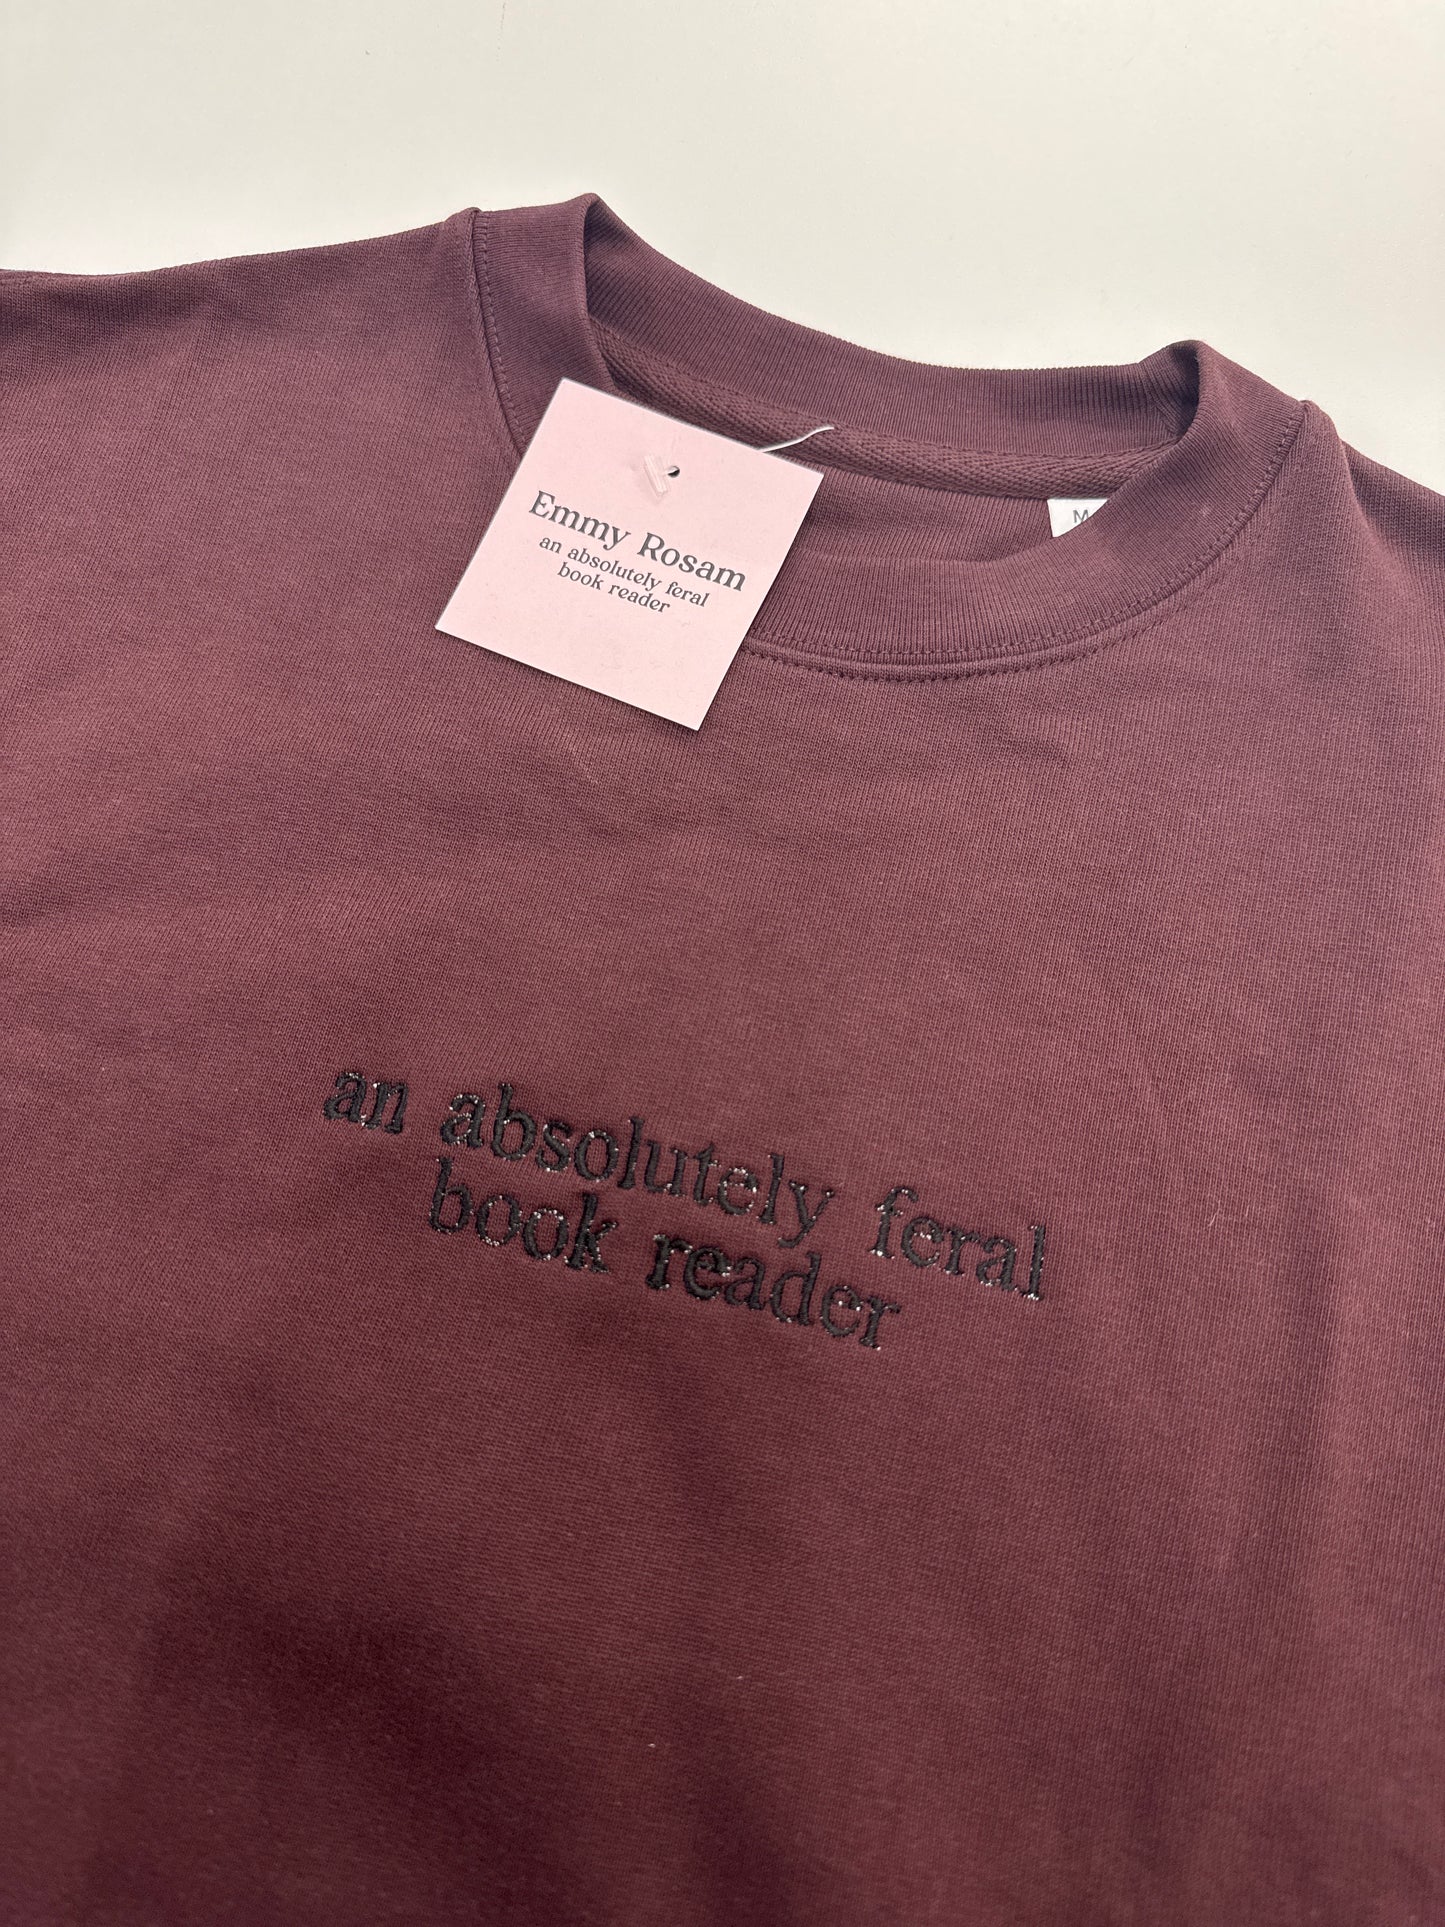 M
Emmy Rosam
an absolutely feral
book reader
an absolutely feral
book reader